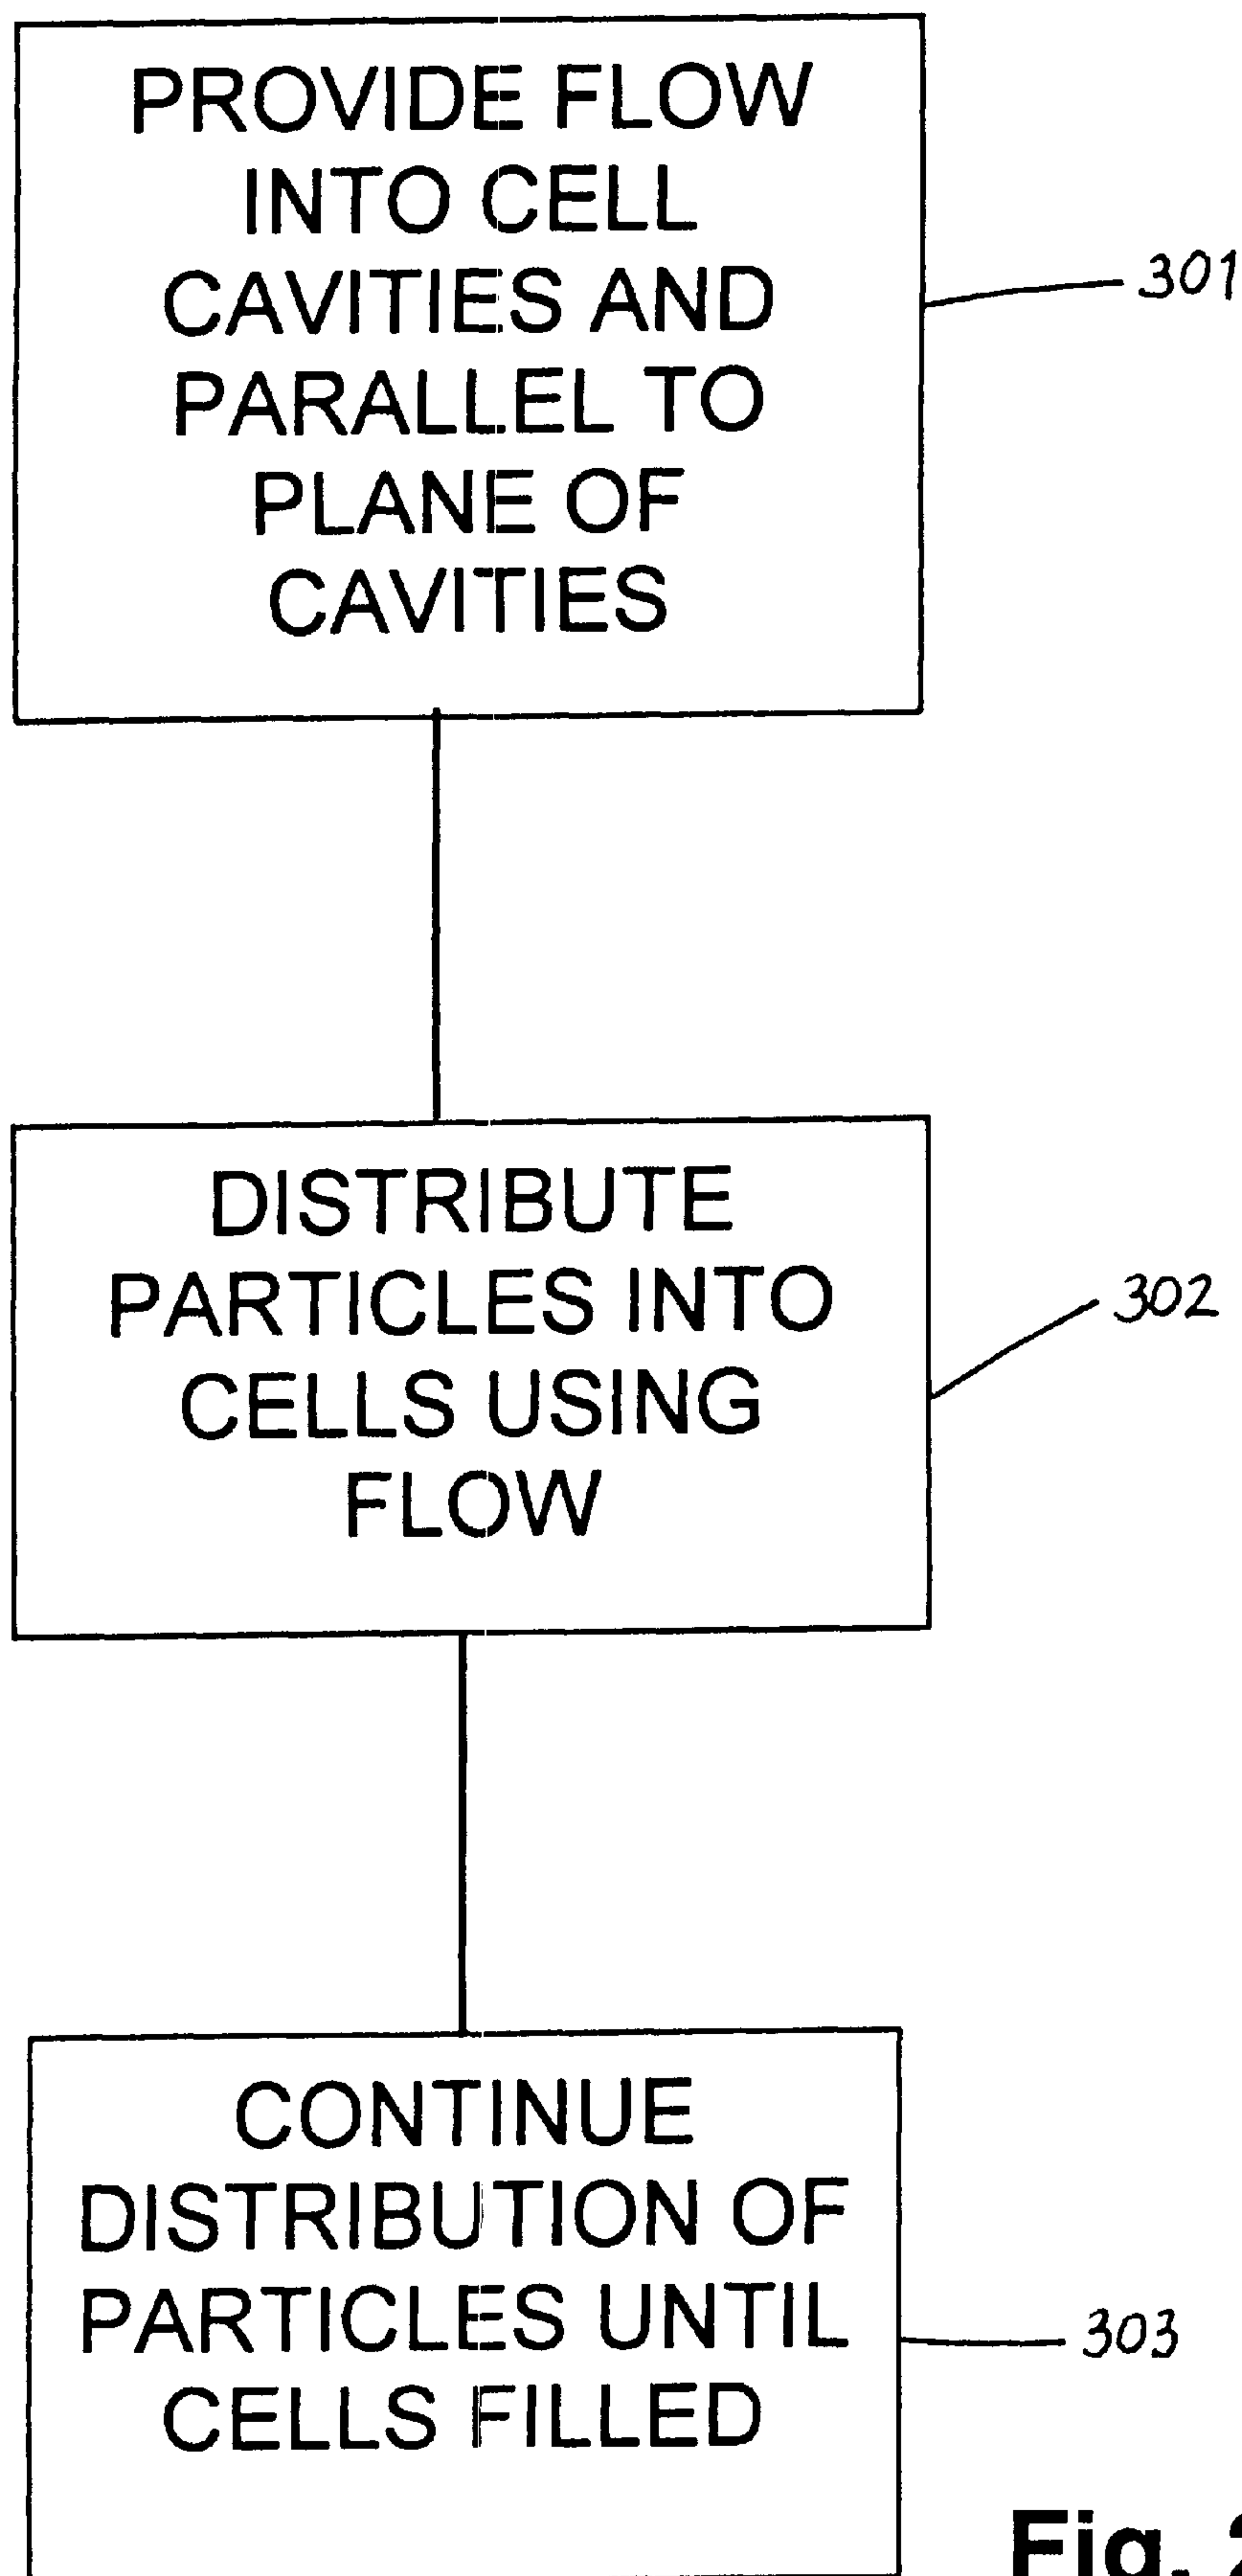 PROVIDE FLOW
INTO CELL
CAVITIES AND
PARALLEL TO
PLANE OF
CAVITIES
301
DISTRIBUTE
PARTICLES INTO
CELLS USING
FLOW
302
CONTINUE
DISTRIBUTION OF
PARTICLES UNTIL
CELLS FILLED
303
Fig.